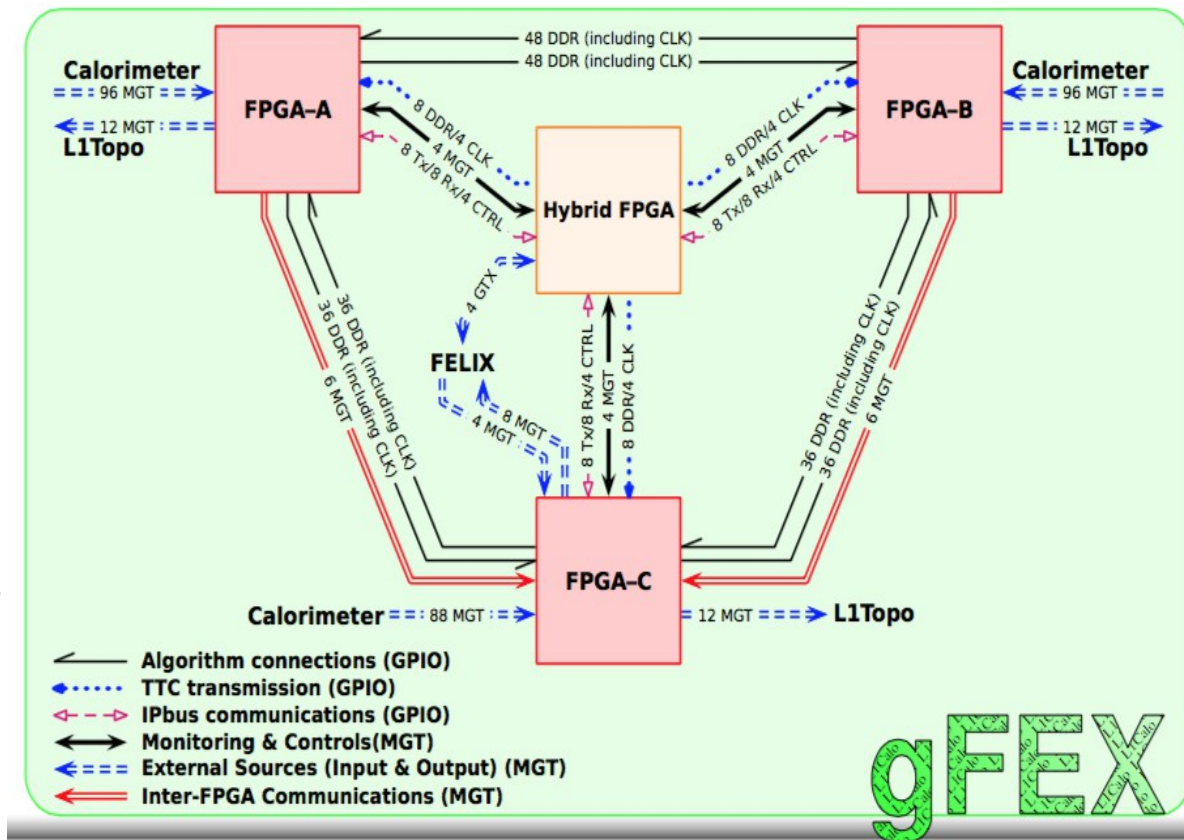 48 DDR (including CLK)
48 DDR (including CLK)
Calorimeter
96 MGT
12 MGT
L1Topo
FPGA–A
8 DDR/4 CLK
4 MGT
8 Tx/8 Rx/4 CTRL
Hybrid FPGA
8 DDR/4 CLK
4 MGT
8 Tx/8 Rx/4 CTRL
FPGA–B
Calorimeter
96 MGT
12 MGT
L1Topo
36 DDR (including CLK)
36 DDR (including CLK)
6 MGT
4 GTX
FELIX
4 MGT
8 MGT
8 Tx/8 Rx/4 CTRL
4 MGT
8 DDR/4 CLK
36 DDR (including CLK)
36 DDR (including CLK)
6 MGT
FPGA–C
Calorimeter
88 MGT
12 MGT
L1Topo
Algorithm connections (GPIO)
TTC transmission (GPIO)
IPbus communications (GPIO)
Monitoring & Controls(MGT)
External Sources (Input & Output) (MGT)
Inter-FPGA Communications (MGT)
gFEX